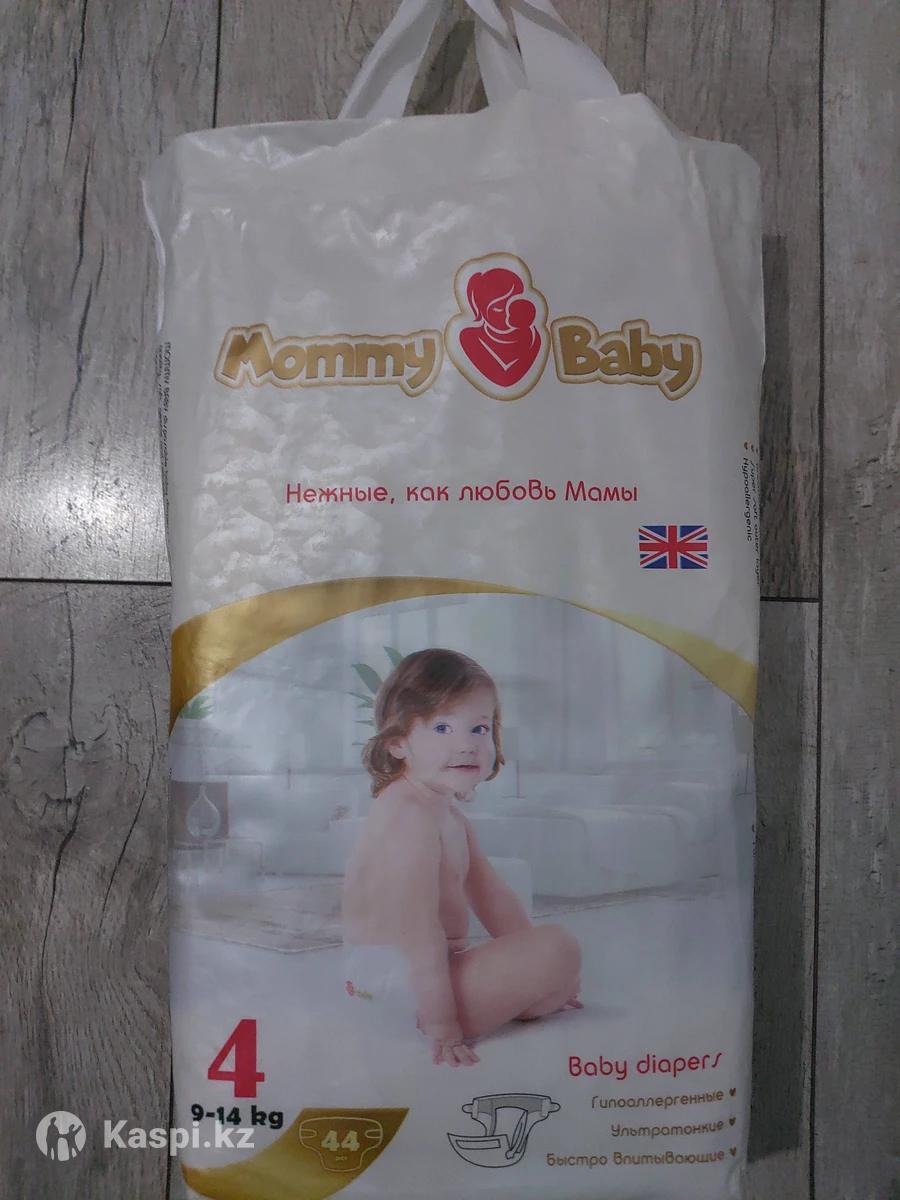 Mommy Baby
Нежные, как любовь Мамы
Hypoallergenic
4
9-14 kg
44
Baby diapers
Гипоаллергенные
Ультратонкие
Быстро впитывающие
Kaspi.kz